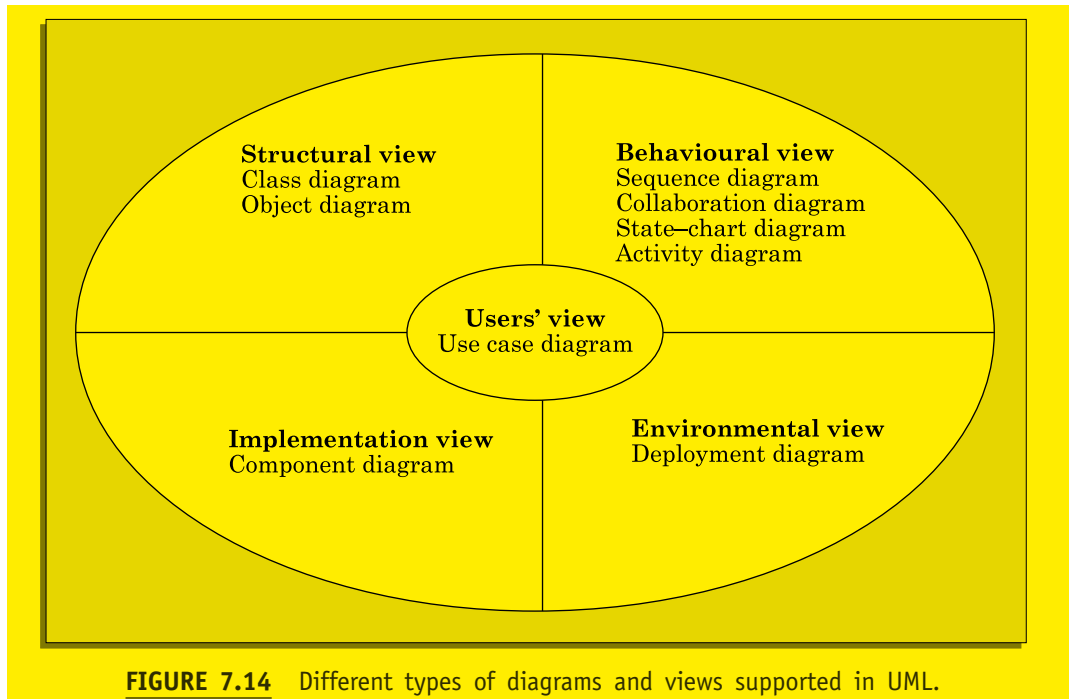 Structural view
Class diagram
Object diagram
Behavioural view
Sequence diagram
Collaboration diagram
State–chart diagram
Activity diagram
Users' view
Use case diagram
Implementation view
Component diagram
Environmental view
Deployment diagram
FIGURE 7.14 Different types of diagrams and views supported in UML.